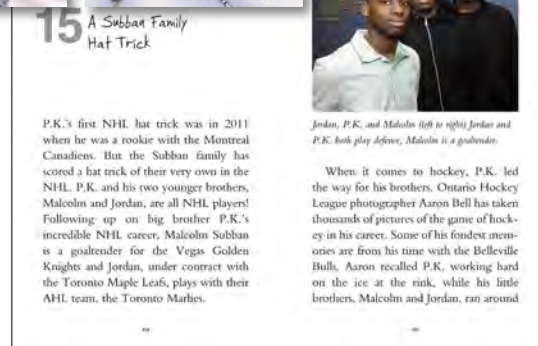 15 A Subban Family
Hat Trick
P.K.'s first NHL hat trick was in 2011
when he was a rookie with the Montreal
Canadiens. But the Subban family has
scored a hat trick of their very own in the
NHL. P.K. and his two younger brothers,
Malcolm and Jordan, are all NHL players!
Following up on big brother P.K.'s
incredible NHL career, Malcolm Subban
is a goaltender for the Vegas Golden
Knights and Jordan, under contract with
the Toronto Maple Leafs, plays with their
AHL team, the Toronto Marlies.
Jordan, P.K. and Malcolm (left to right) Jordan and
P.K. both play defence, Malcolm is a goaltender.
When it comes to hockey, P.K. led
the way for his brothers. Ontario Hockey
League photographer Aaron Bell has taken
thousands of pictures of the game of hock-
ey in his career. Some of his fondest mem-
ories are from his time with the Belleville
Bulls. Aaron recalled P.K. working hard
on the ice at the rink, while his little
brothers, Malcolm and Jordan, ran around